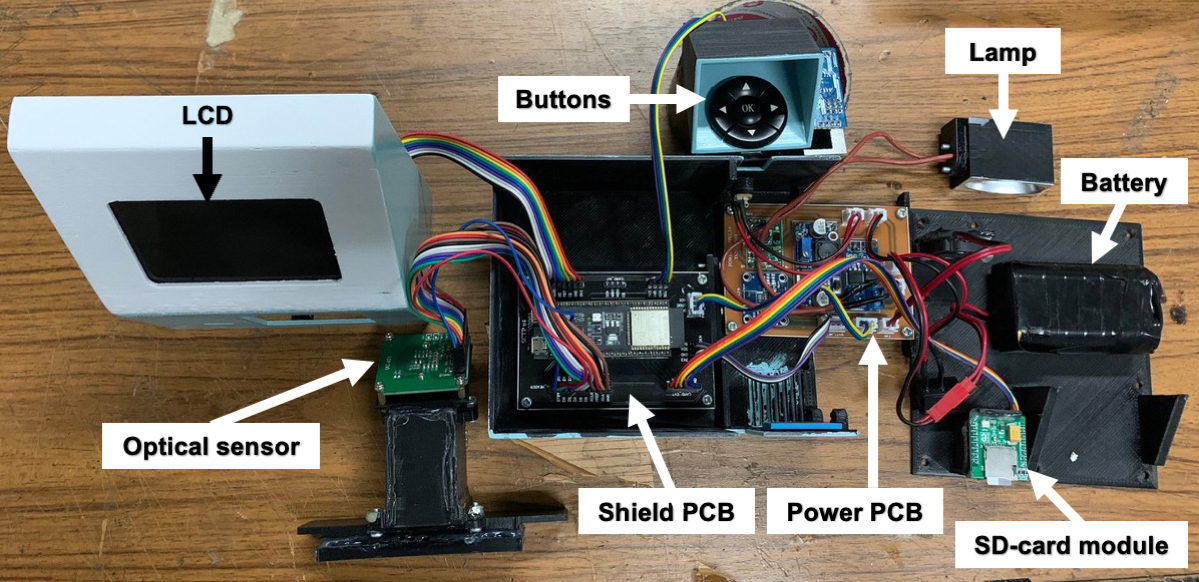 Lamp
LCD
Buttons
OK
Battery
Optical sensor
Shield PCB
Power PCB
SD-card module